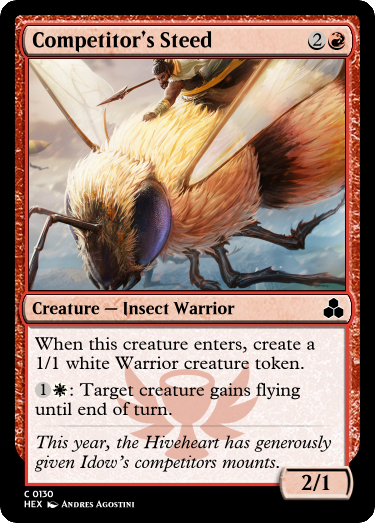 Competitor's Steed 2
Creature — Insect Warrior
When this creature enters, create a
1/1 white Warrior creature token.
1: Target creature gains flying
until end of turn.
This year, the Hiveheart has generously
given Idow's competitors mounts.
2/1
C 0130
HEX Andres Agostini